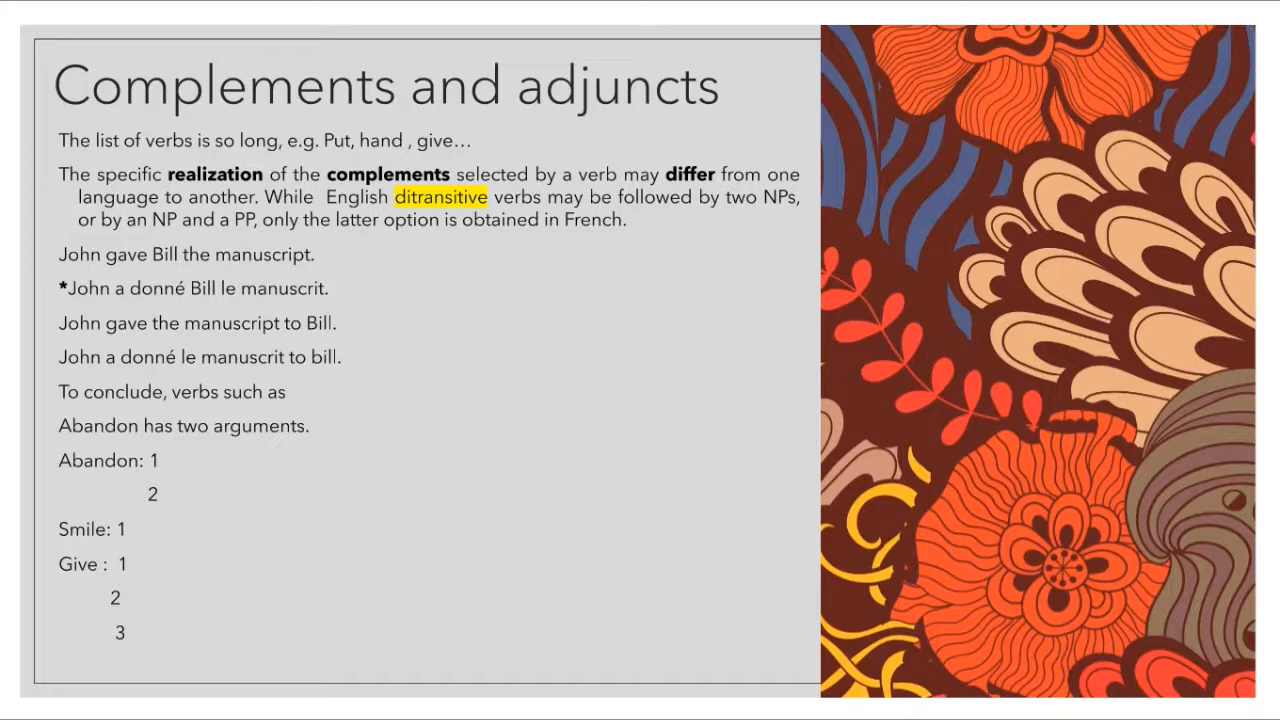 Complements and adjuncts
The list of verbs is so long, e.g. Put, hand , give…
The specific realization of the complements selected by a verb may differ from one
language to another. While English ditransitive verbs may be followed by two NPs,
or by an NP and a PP, only the latter option is obtained in French.
John gave Bill the manuscript.
*John a donné Bill le manuscrit.
John gave the manuscript to Bill.
John a donné le manuscrit to bill.
To conclude, verbs such as
Abandon has two arguments.
Abandon: 1
2
Smile: 1
Give : 1
2
3